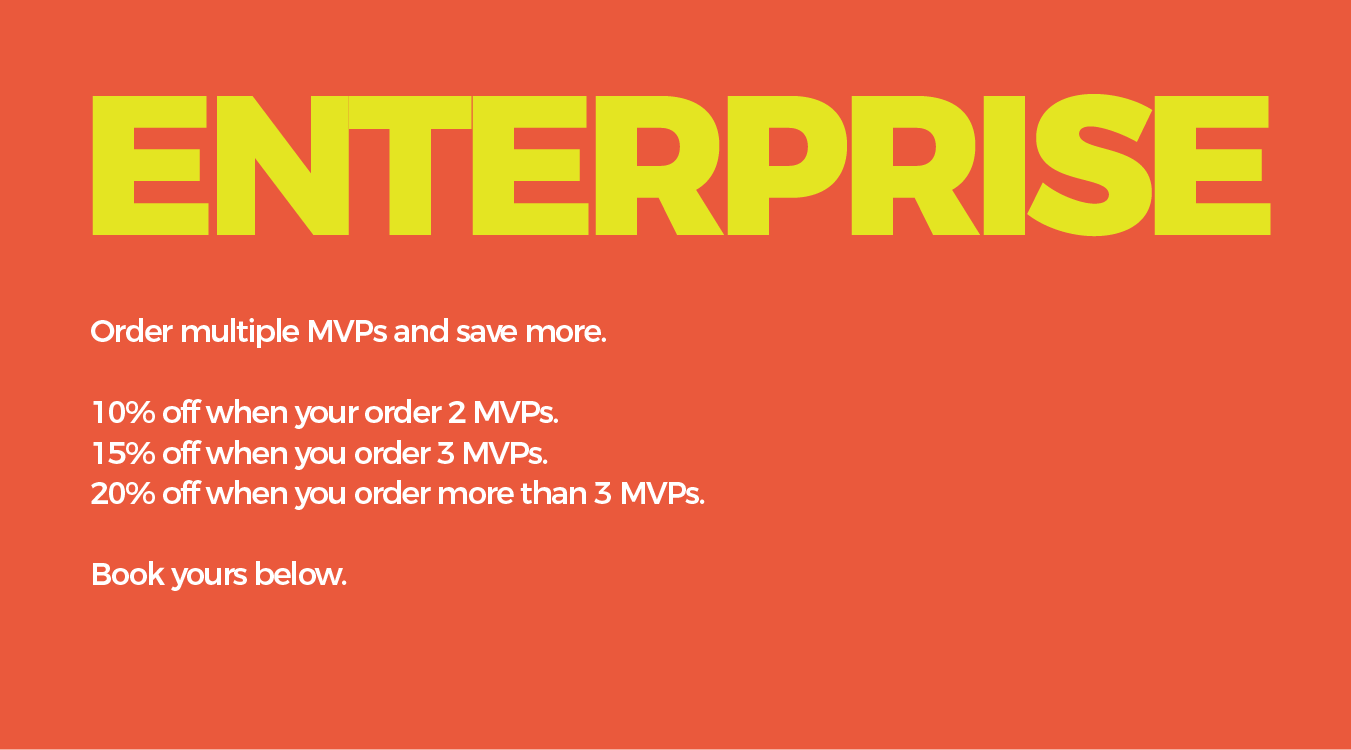 ENTERPRISE
Order multiple MVPs and save more.
10% off when your order 2 MVPs.
15% off when you order 3 MVPs.
20% off when you order more than 3 MVPs.
Book yours below.